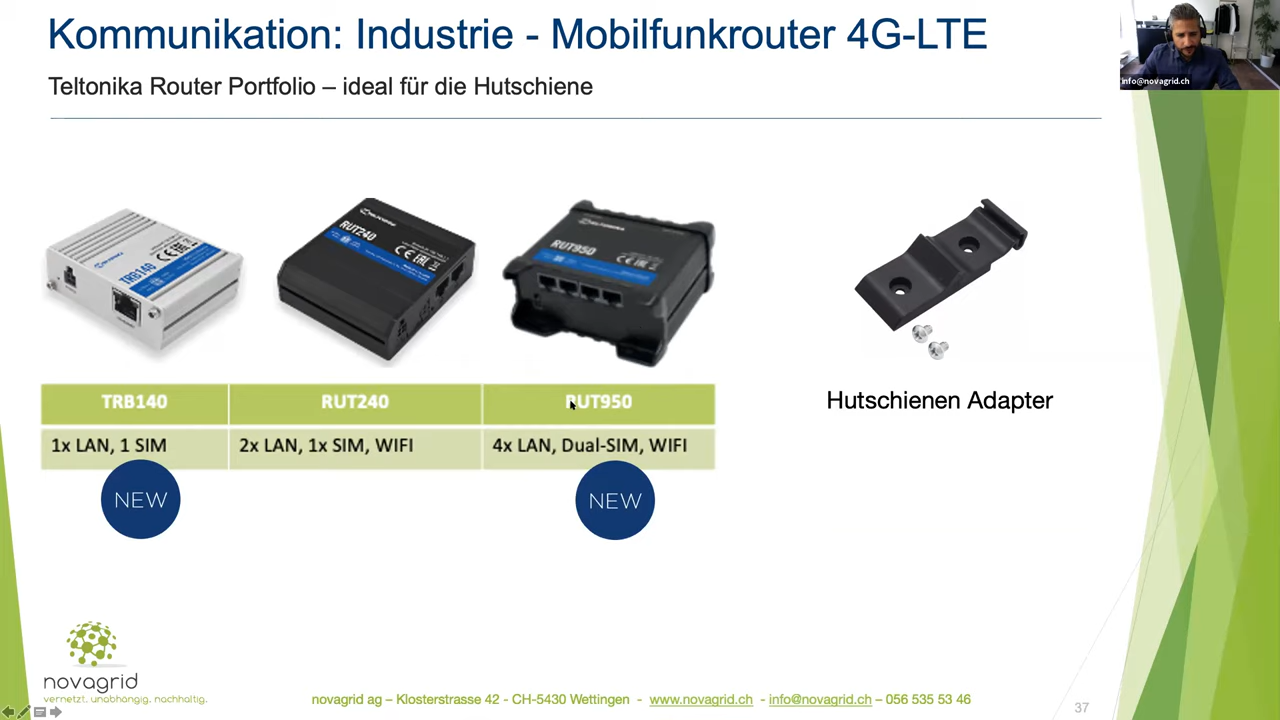 Kommunikation: Industrie - Mobilfunkrouter 4G-LTE
Teltonika Router Portfolio – ideal für die Hutschiene
info@novagrid.ch
TRB140
RUT240
RUT950
TRB140 RUT240 RUT950
1x LAN, 1 SIM 2x LAN, 1x SIM, WIFI 4x LAN, Dual-SIM, WIFI
NEW NEW
Hutschienen Adapter
novagrid
vernetzt. unabhängig. nachhaltig.
novagrid ag – Klosterstrasse 42 - CH-5430 Wettingen - www.novagrid.ch - info@novagrid.ch – 056 535 53 46
37